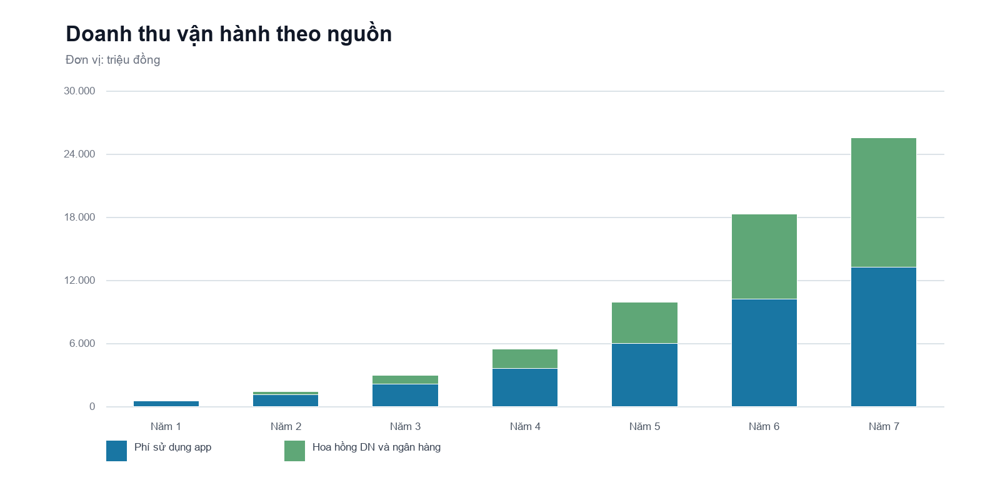 Doanh thu vận hành theo nguồn
Đơn vị: triệu đồng
30.000
24.000
18.000
12.000
6.000
0
Năm 1 Năm 2 Năm 3 Năm 4 Năm 5 Năm 6 Năm 7
Phí sử dụng app Hoa hồng DN và ngân hàng